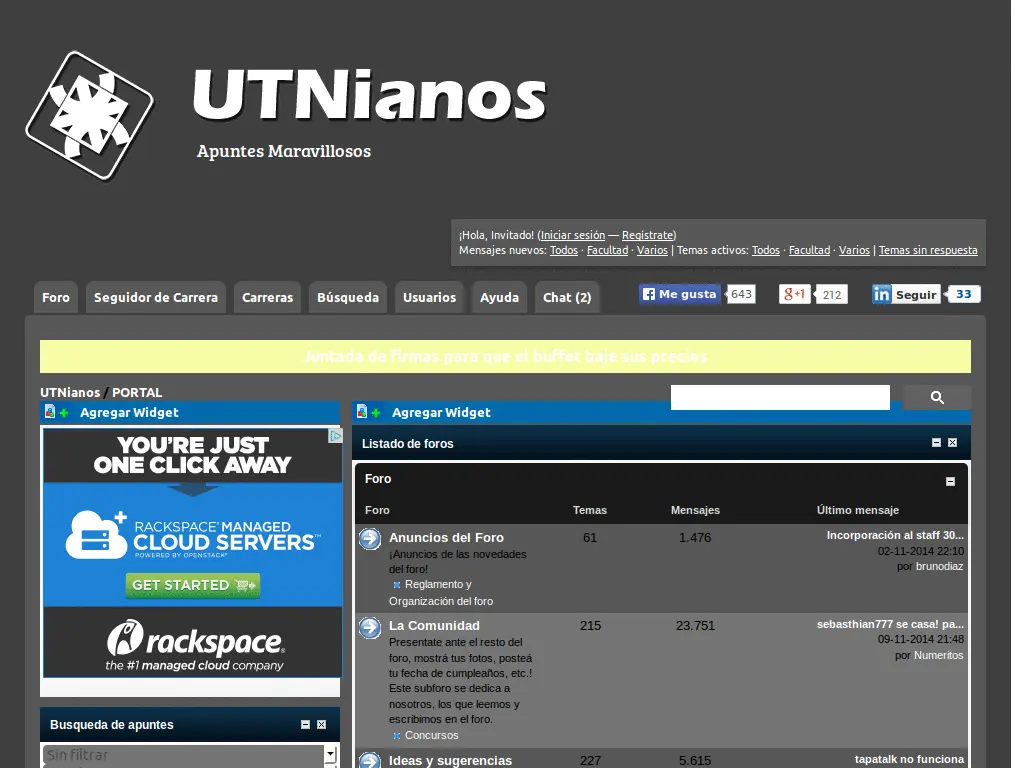 UTNianos
Apuntes Maravillosos
¡Hola, Invitado! (Iniciar sesión — Registrate)
Mensajes nuevos: Todos · Facultad · Varios | Temas activos: Todos · Facultad · Varios | Temas sin respuesta
Foro Seguidor de Carrera Carreras Búsqueda Usuarios Ayuda Chat (2) Me gusta 643 g+1 212 in Seguir 33
Juntada de firmas para que el buffet baje sus precios
UTNianos / PORTAL
Agregar Widget
YOU'RE JUST
ONE CLICK AWAY
RACKSPACE® MANAGED
CLOUD SERVERS™
POWERED BY OPENSTACK®
GET STARTED
rackspace®
the #1 managed cloud company
Busqueda de apuntes
Sin filtrar
Agregar Widget
Listado de foros
Foro
Foro Temas Mensajes Último mensaje
Anuncios del Foro 61 1.476 Incorporación al staff 30...
¡Anuncios de las novedades 02-11-2014 22:10
del foro! por brunodiaz
Reglamento y
Organización del foro
La Comunidad 215 23.751 sebasthian777 se casa! pa...
Presentate ante el resto del 09-11-2014 21:48
foro, mostrá tus fotos, posteá por Numeritos
tu fecha de cumpleaños, etc.!
Este subforo se dedica a
nosotros, los que leemos y
escribimos en el foro.
Concursos
Ideas y sugerencias 227 5.615 tapatalk no funciona